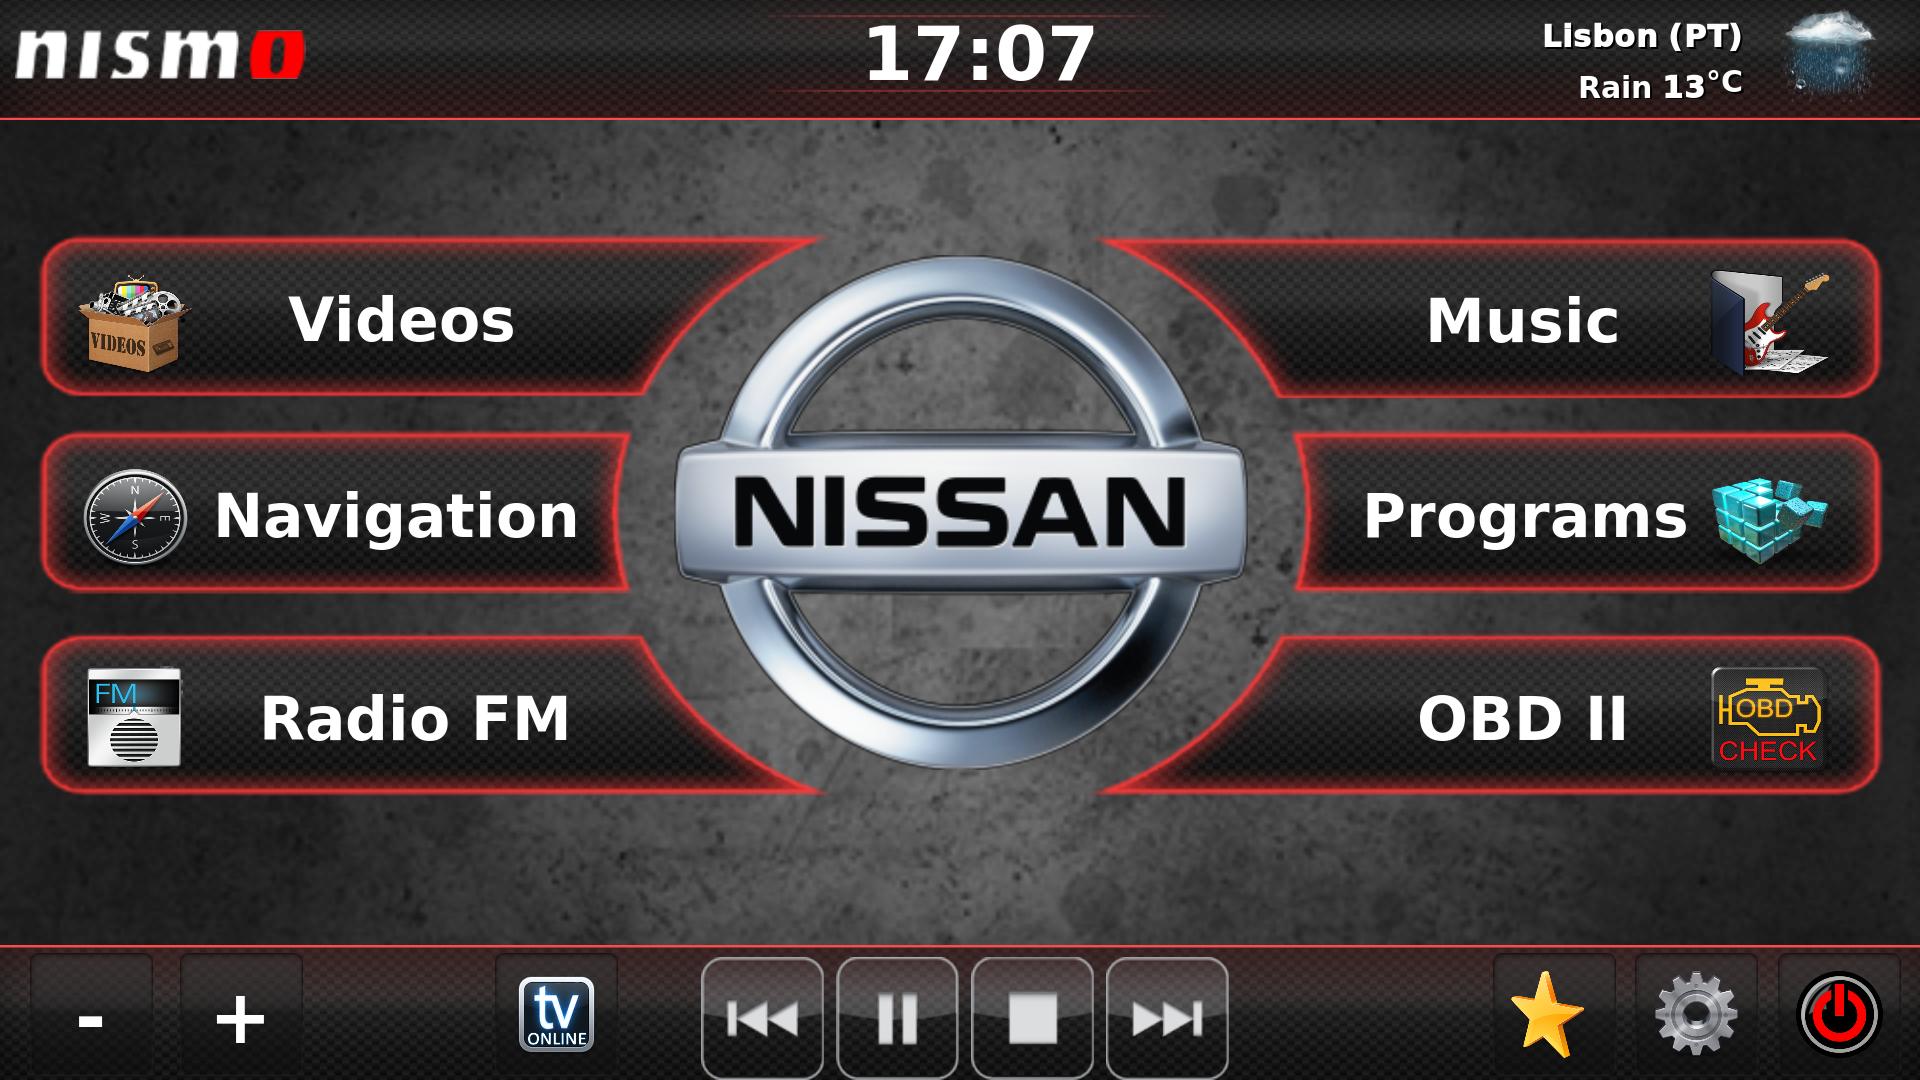 nismo
17:07
Lisbon (PT)
Rain 13°C
Videos
VIDEOS
Music
Navigation
N
W
E
S
NISSAN
Programs
FM
Radio FM
OBD II
OBD
CHECK
-
+
tv
ONLINE